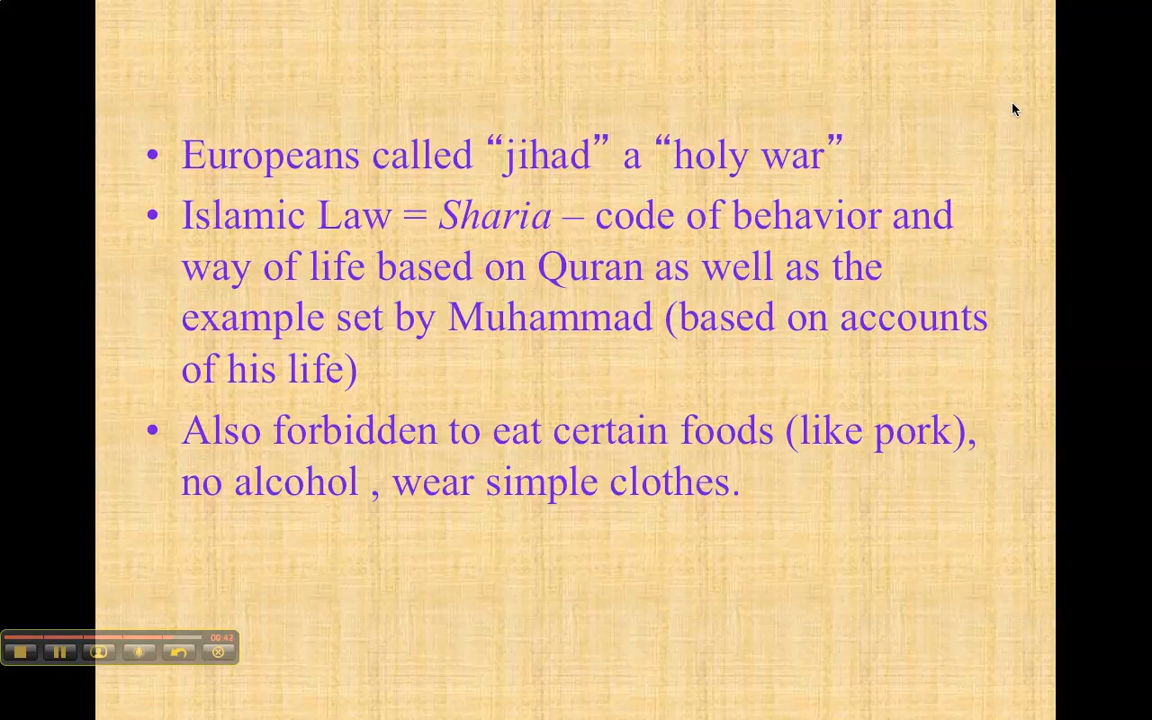 • Europeans called “jihad” a “holy war”
• Islamic Law = Sharia – code of behavior and
way of life based on Quran as well as the
example set by Muhammad (based on accounts
of his life)
• Also forbidden to eat certain foods (like pork),
no alcohol , wear simple clothes.
00:42